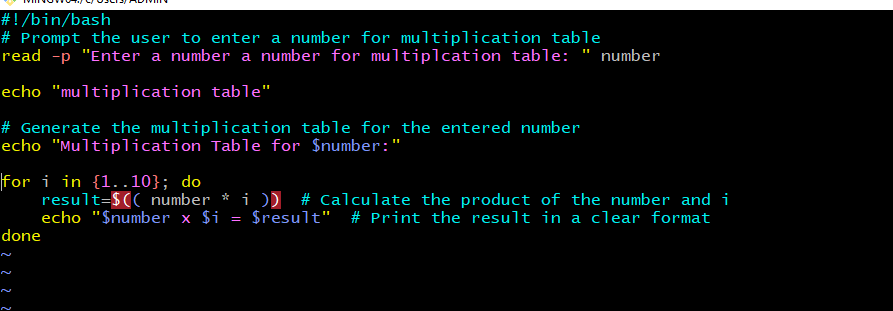 MINGW64:/c/Users/ADMIN
#!/bin/bash
# Prompt the user to enter a number for multiplication table
read -p "Enter a number a number for multiplcation table: " number
echo "multiplication table"
# Generate the multiplication table for the entered number
echo "Multiplication Table for $number:"
for i in {1..10}; do
    result=$(( number * i ))  # Calculate the product of the number and i
    echo "$number x $i = $result"  # Print the result in a clear format
done
~
~
~
~